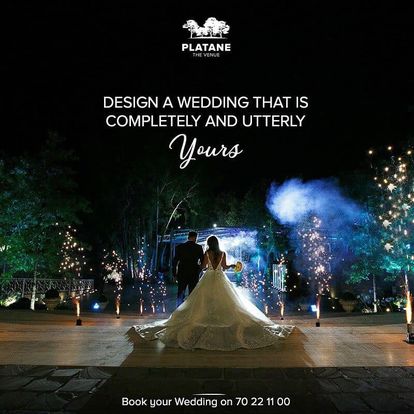 PLATANE
THE VENUE
DESIGN A WEDDING THAT IS
COMPLETELY AND UTTERLY
Yours
Book your Wedding on 70 22 11 00